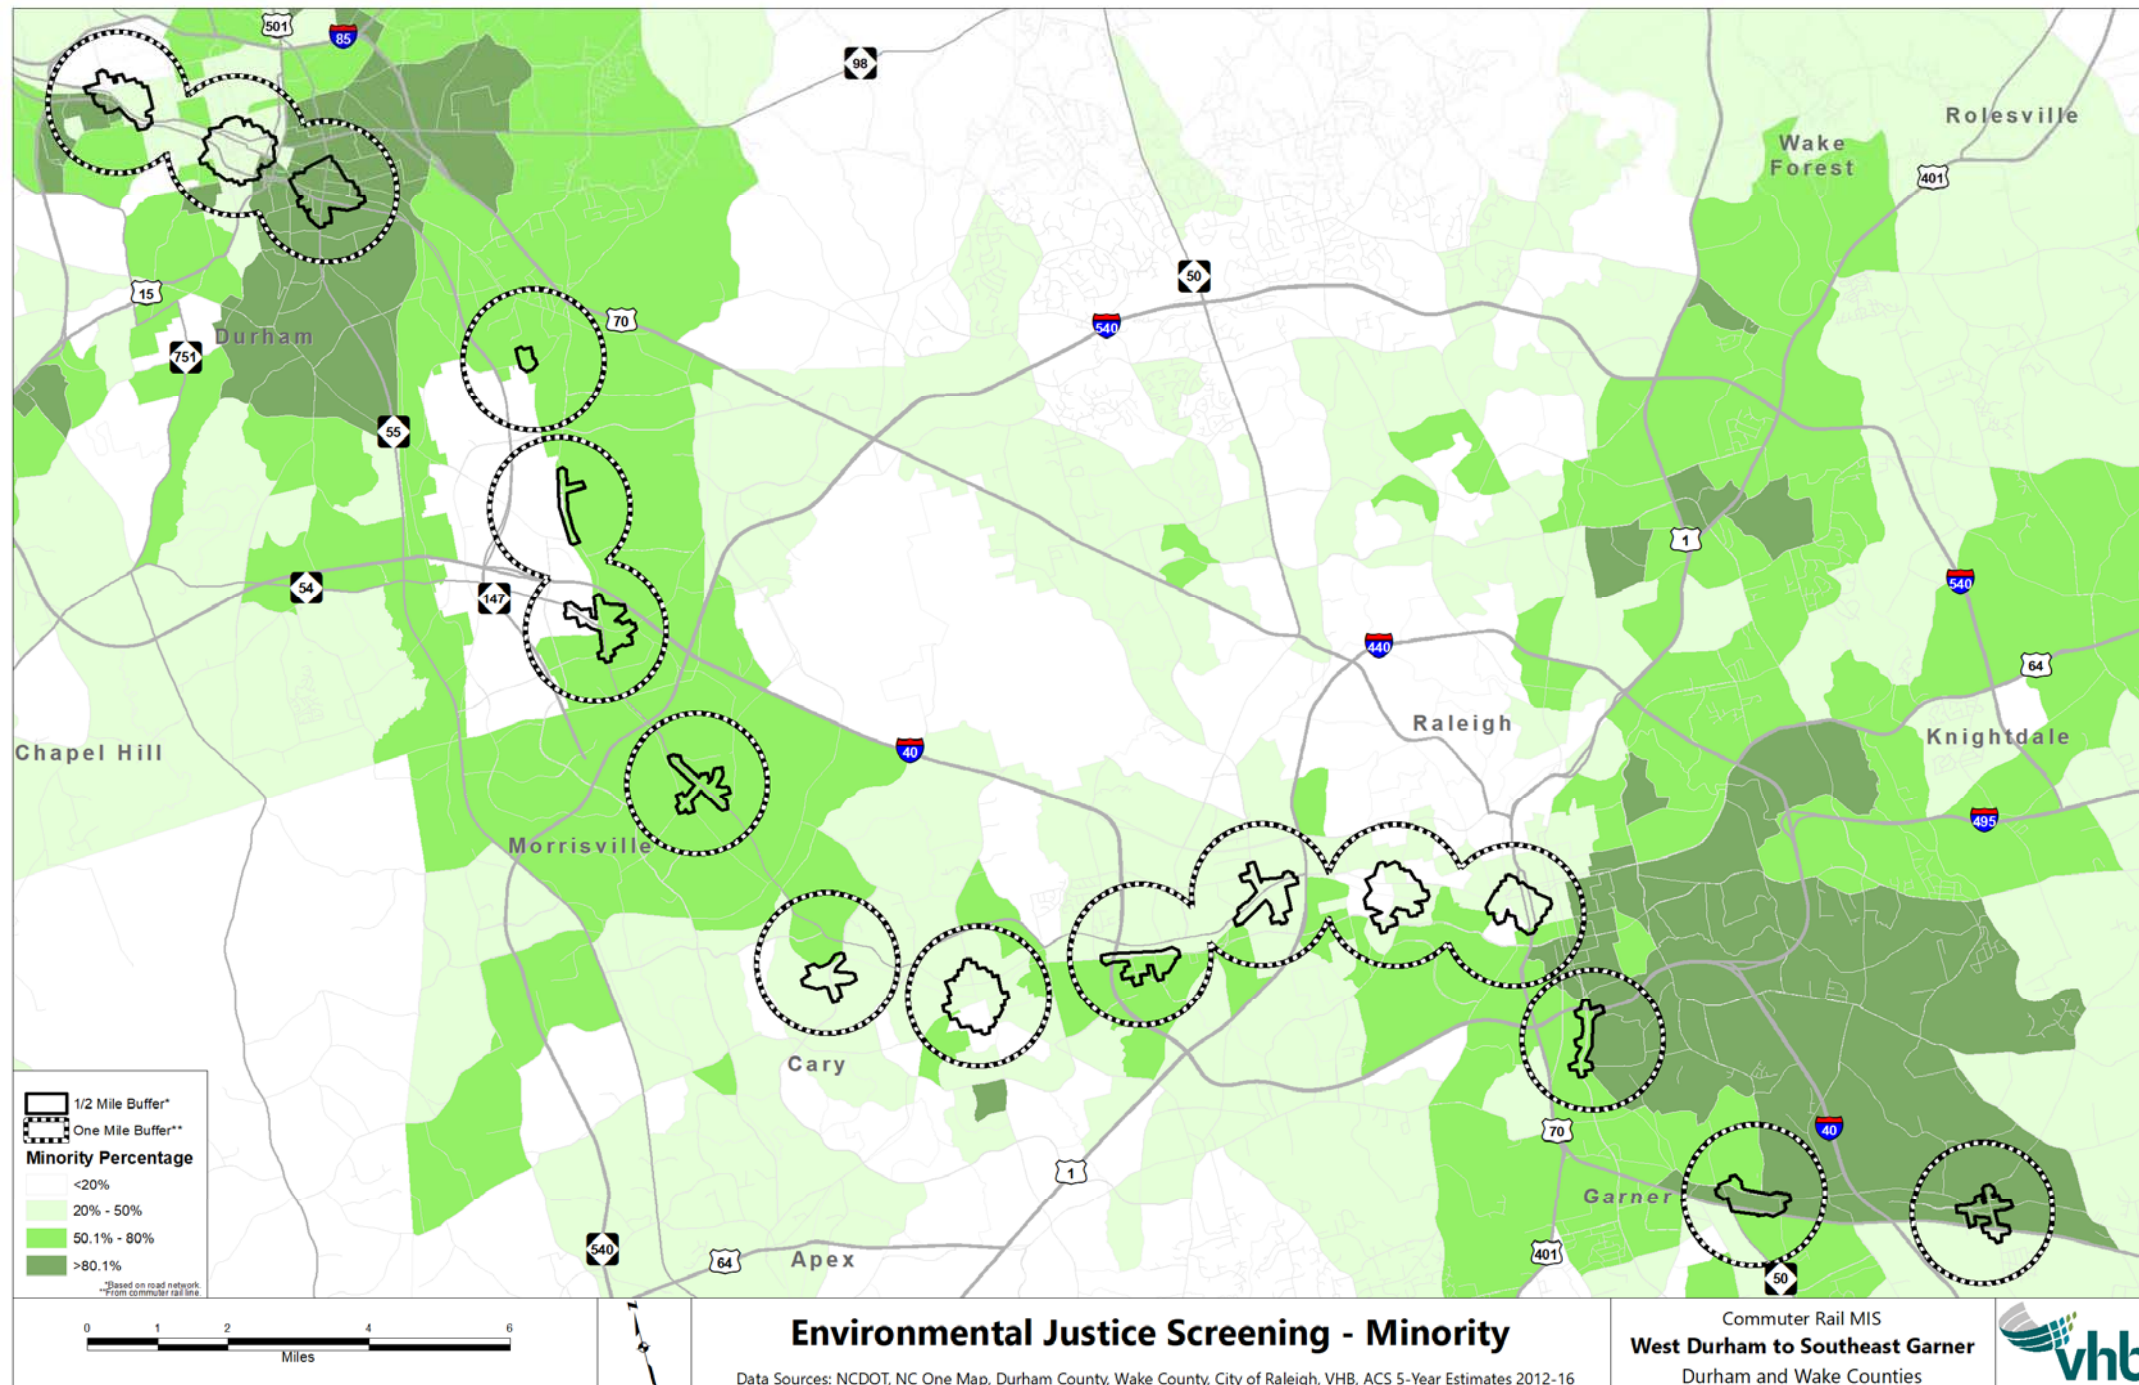 501
85
98
Rolesville
Wake
Forest
401
50
15
70
540
Durham
751
55
1
540
54
147
440
64
Raleigh
Chapel Hill
40
Knightdale
495
Morrisville
Cary
1/2 Mile Buffer*
One Mile Buffer**
Minority Percentage
<20%
20% - 50%
50.1% - 80%
>80.1%
*Based on road network.
**From commuter rail line.
70
40
1
Garner
540
64
Apex
401
50
0 1 2 4 6
Miles
Z
Environmental Justice Screening - Minority
Data Sources: NCDOT, NC One Map, Durham County, Wake County, City of Raleigh, VHB, ACS 5-Year Estimates 2012-16
Commuter Rail MIS
West Durham to Southeast Garner
Durham and Wake Counties
vhb